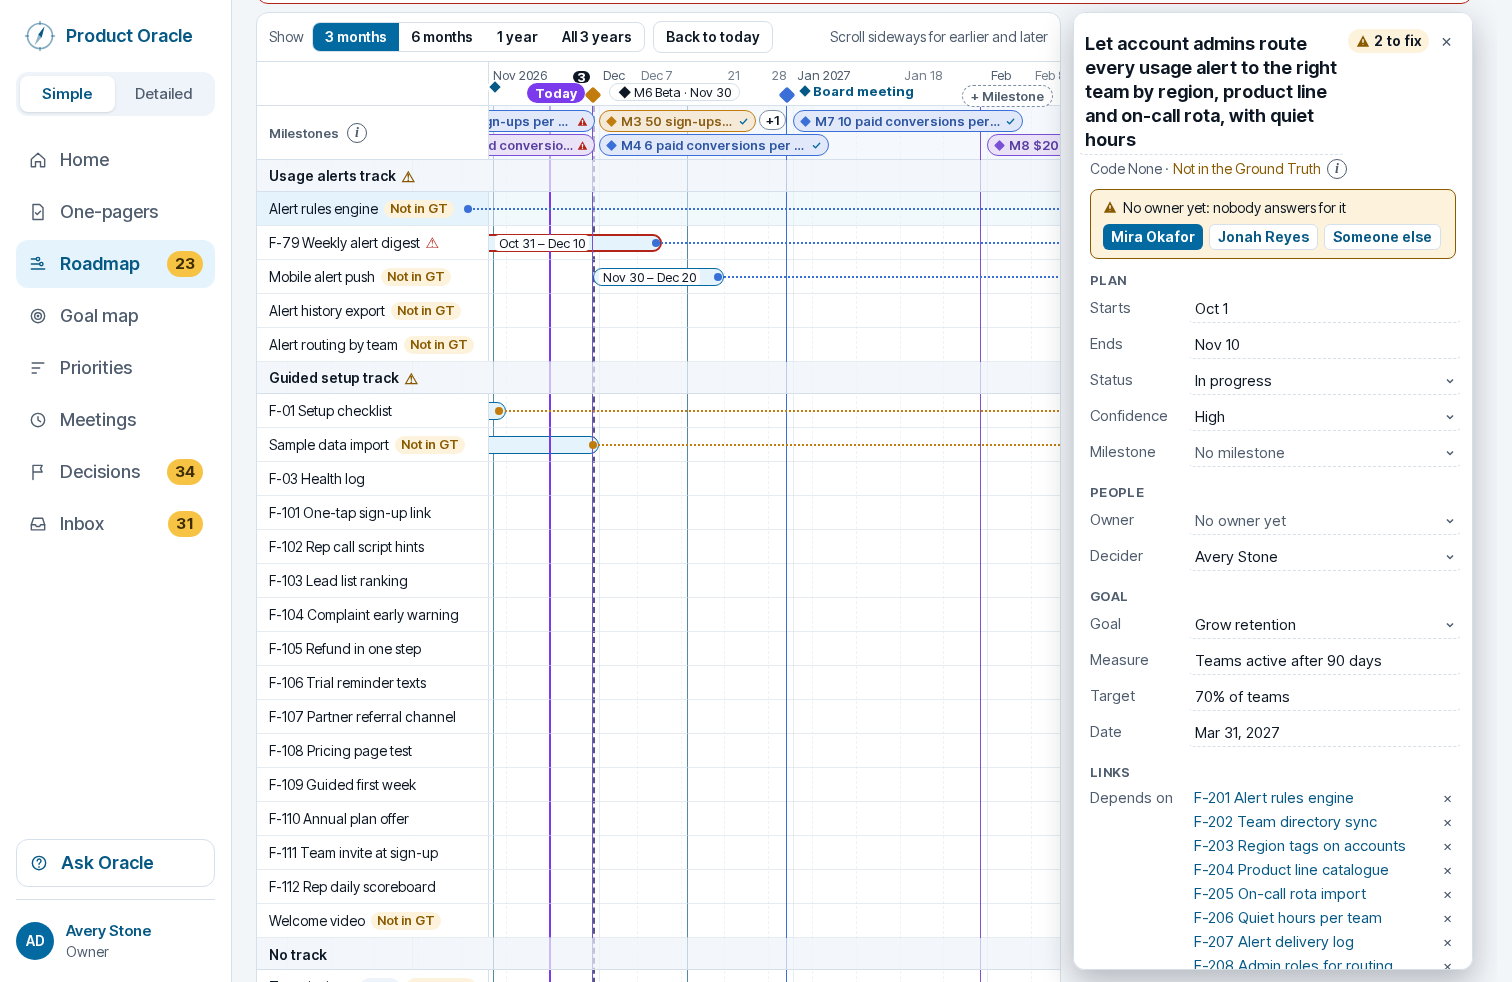 Product Oracle
Simple
Detailed
Home
One-pagers
Roadmap 23
Goal map
Priorities
Meetings
Decisions 34
Inbox 31
Ask Oracle
AD
Avery Stone
Owner
Show 3 months 6 months 1 year All 3 years Back to today Scroll sideways for earlier and later
Nov 2026 3 Dec Dec 7 21 28 Jan 2027 Jan 18 Feb Feb
Today M6 Beta · Nov 30 Board meeting + Milestone
Milestones i
gn-ups per ... M3 50 sign-ups... +1 M7 10 paid conversions per...
d conversio... M4 6 paid conversions per ... M8 $20
Usage alerts track
Alert rules engine Not in GT
F-79 Weekly alert digest Oct 31 – Dec 10
Mobile alert push Not in GT Nov 30 – Dec 20
Alert history export Not in GT
Alert routing by team Not in GT
Guided setup track
F-01 Setup checklist
Sample data import Not in GT
F-03 Health log
F-101 One-tap sign-up link
F-102 Rep call script hints
F-103 Lead list ranking
F-104 Complaint early warning
F-105 Refund in one step
F-106 Trial reminder texts
F-107 Partner referral channel
F-108 Pricing page test
F-109 Guided first week
F-110 Annual plan offer
F-111 Team invite at sign-up
F-112 Rep daily scoreboard
Welcome video Not in GT
No track
Let account admins route
every usage alert to the right
team by region, product line
and on-call rota, with quiet
hours
2 to fix ×
Code None · Not in the Ground Truth i
No owner yet: nobody answers for it
Mira Okafor Jonah Reyes Someone else
PLAN
Starts Oct 1
Ends Nov 10
Status In progress
Confidence High
Milestone No milestone
PEOPLE
Owner No owner yet
Decider Avery Stone
GOAL
Goal Grow retention
Measure Teams active after 90 days
Target 70% of teams
Date Mar 31, 2027
LINKS
Depends on F-201 Alert rules engine ×
F-202 Team directory sync ×
F-203 Region tags on accounts ×
F-204 Product line catalogue ×
F-205 On-call rota import ×
F-206 Quiet hours per team ×
F-207 Alert delivery log ×
F-208 Admin roles for routing ×